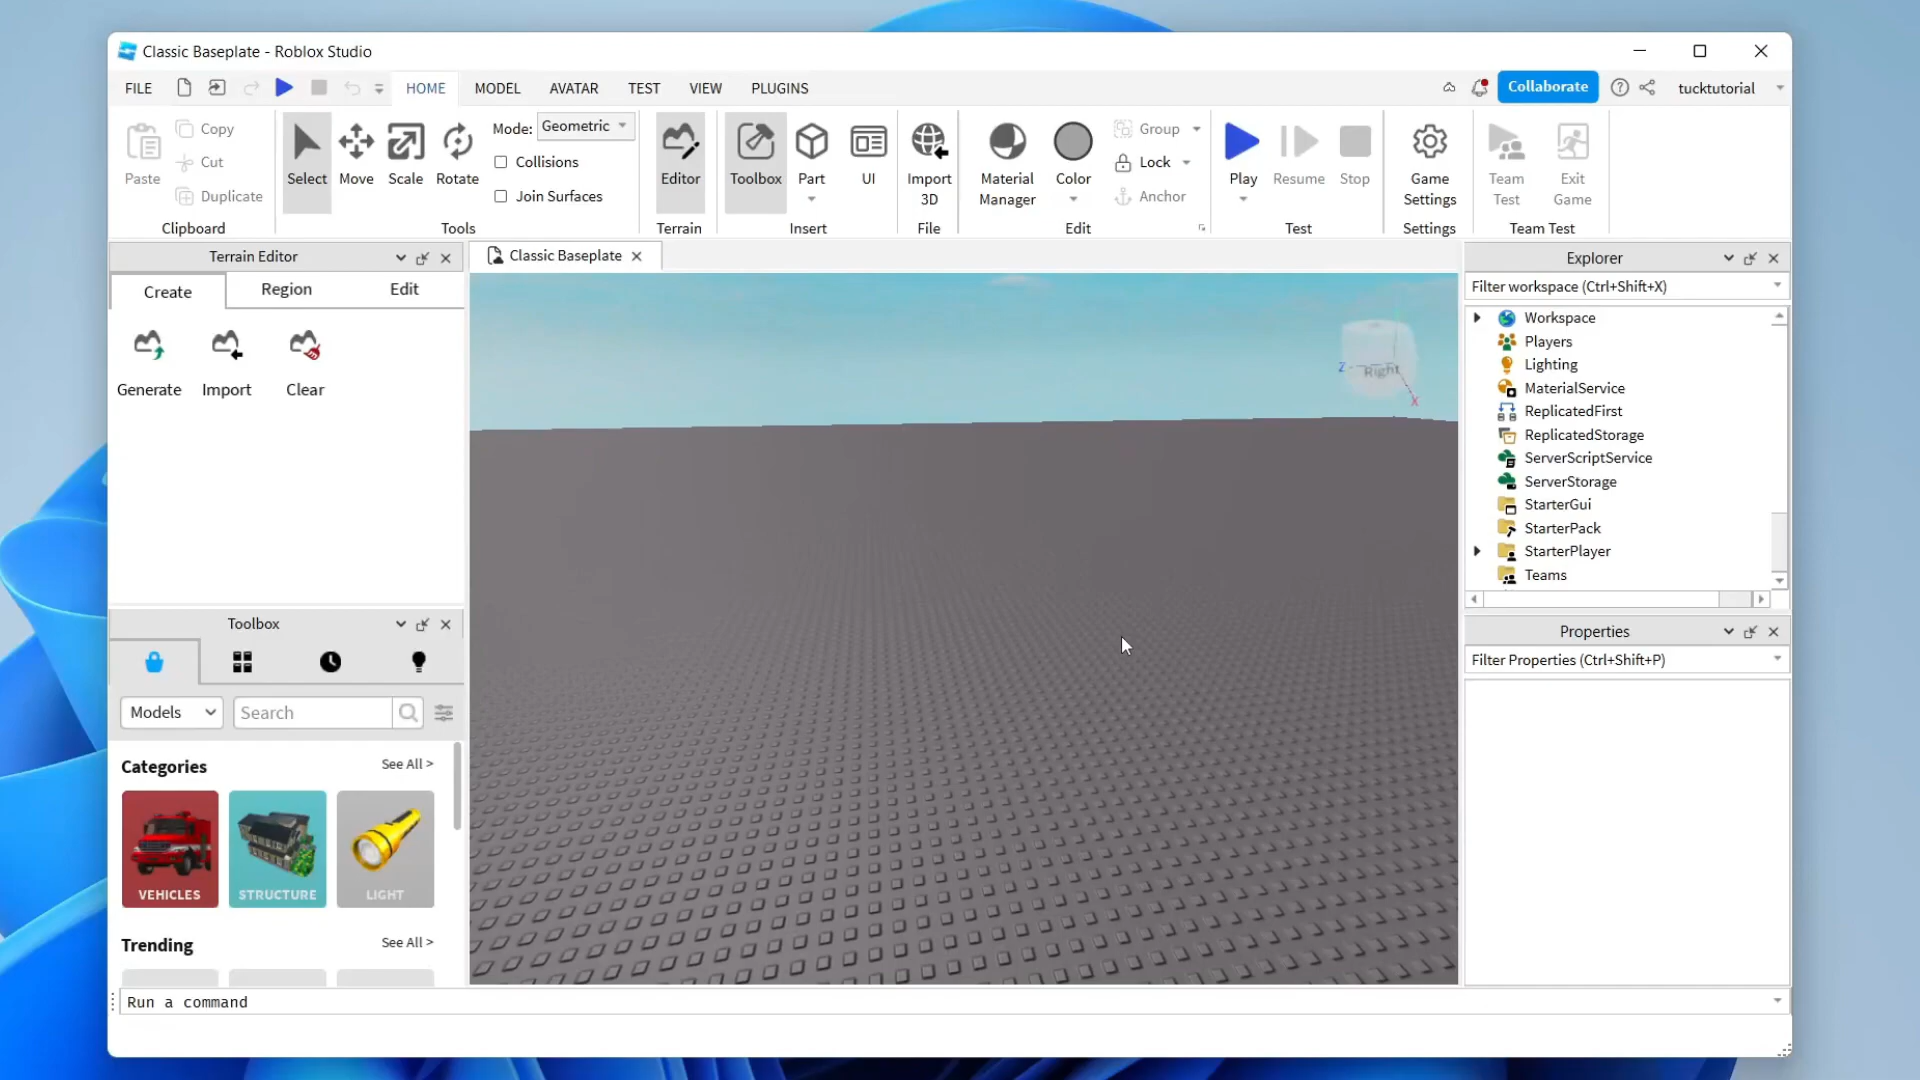 Classic Baseplate - Roblox Studio
FILE HOME MODEL AVATAR TEST VIEW PLUGINS Collaborate tucktutorial
Paste
Copy
Cut
Duplicate
Clipboard
Select Move Scale Rotate
Mode: Geometric
Collisions
Join Surfaces
Tools
Editor
Terrain
Toolbox Part UI
Insert
Import
3D
File
Material
Manager
Color
Group
Lock
Anchor
Edit
Play Resume Stop
Test
Game
Settings
Settings
Team
Test
Exit
Game
Team Test
Terrain Editor
Create Region Edit
Generate Import Clear
Toolbox
Models Search
Categories See All >
VEHICLES STRUCTURE LIGHT
Trending See All >
Classic Baseplate
Z Right X
Explorer
Filter workspace (Ctrl+Shift+X)
Workspace
Players
Lighting
MaterialService
ReplicatedFirst
ReplicatedStorage
ServerScriptService
ServerStorage
StarterGui
StarterPack
StarterPlayer
Teams
Properties
Filter Properties (Ctrl+Shift+P)
Run a command